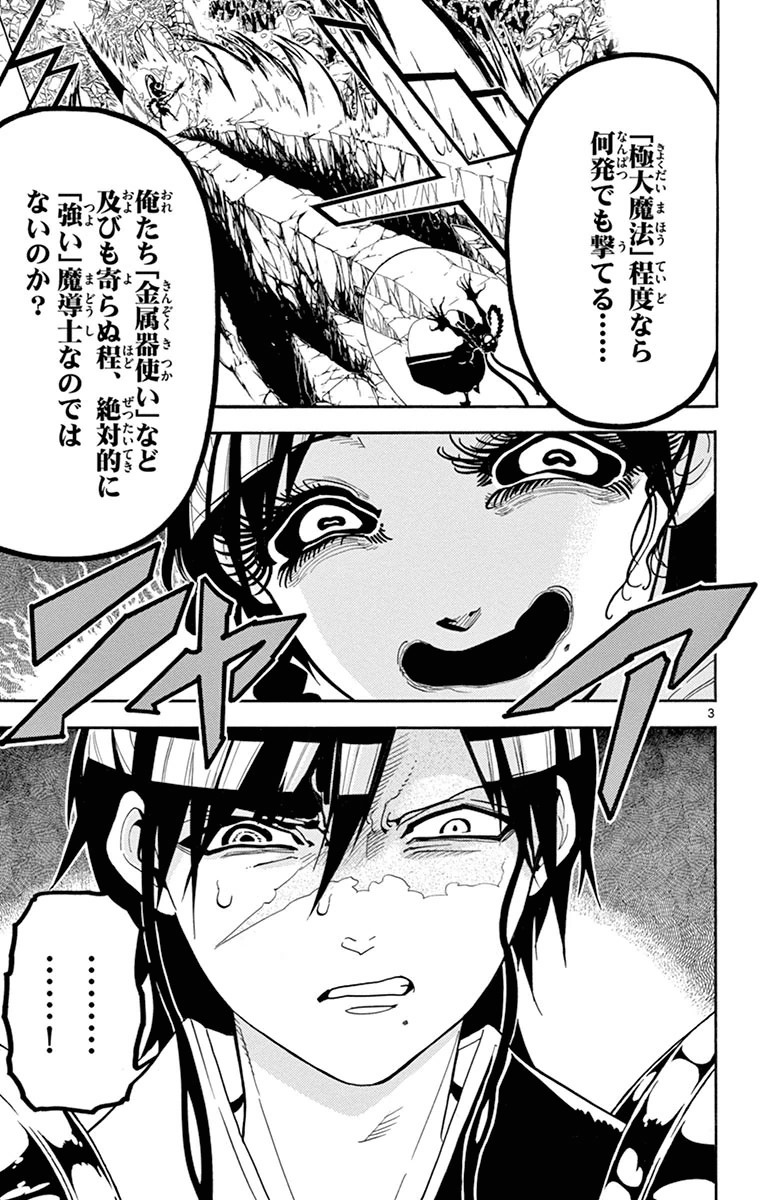 「極大魔法」程度なら
何発でも撃てる……
俺たち「金属器使い」など
及びも寄らぬ程、絶対的に
「強い」魔導士なのでは
ないのか？
ジャア
3
…………
……！